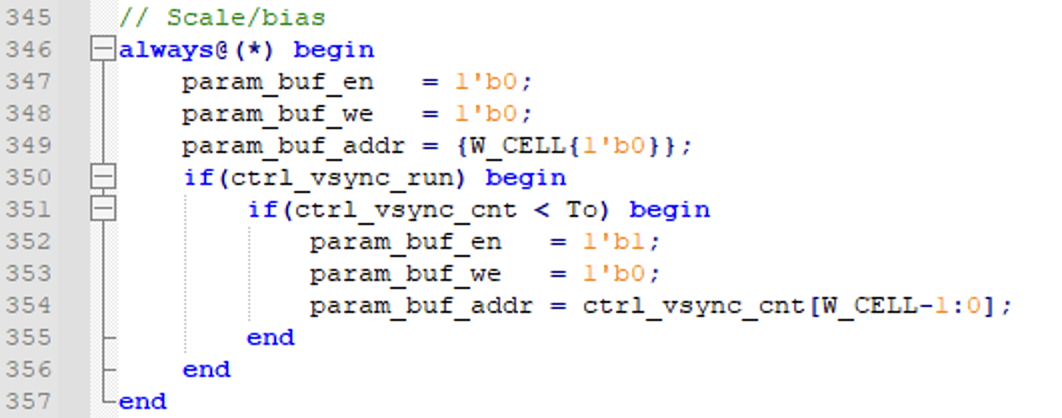 345 // Scale/bias
346 always@(*) begin
347     param_buf_en   = 1'b0;
348     param_buf_we   = 1'b0;
349     param_buf_addr = {W_CELL{1'b0}};
350     if(ctrl_vsync_run) begin
351         if(ctrl_vsync_cnt < To) begin
352             param_buf_en   = 1'b1;
353             param_buf_we   = 1'b0;
354             param_buf_addr = ctrl_vsync_cnt[W_CELL-1:0];
355         end
356     end
357 end